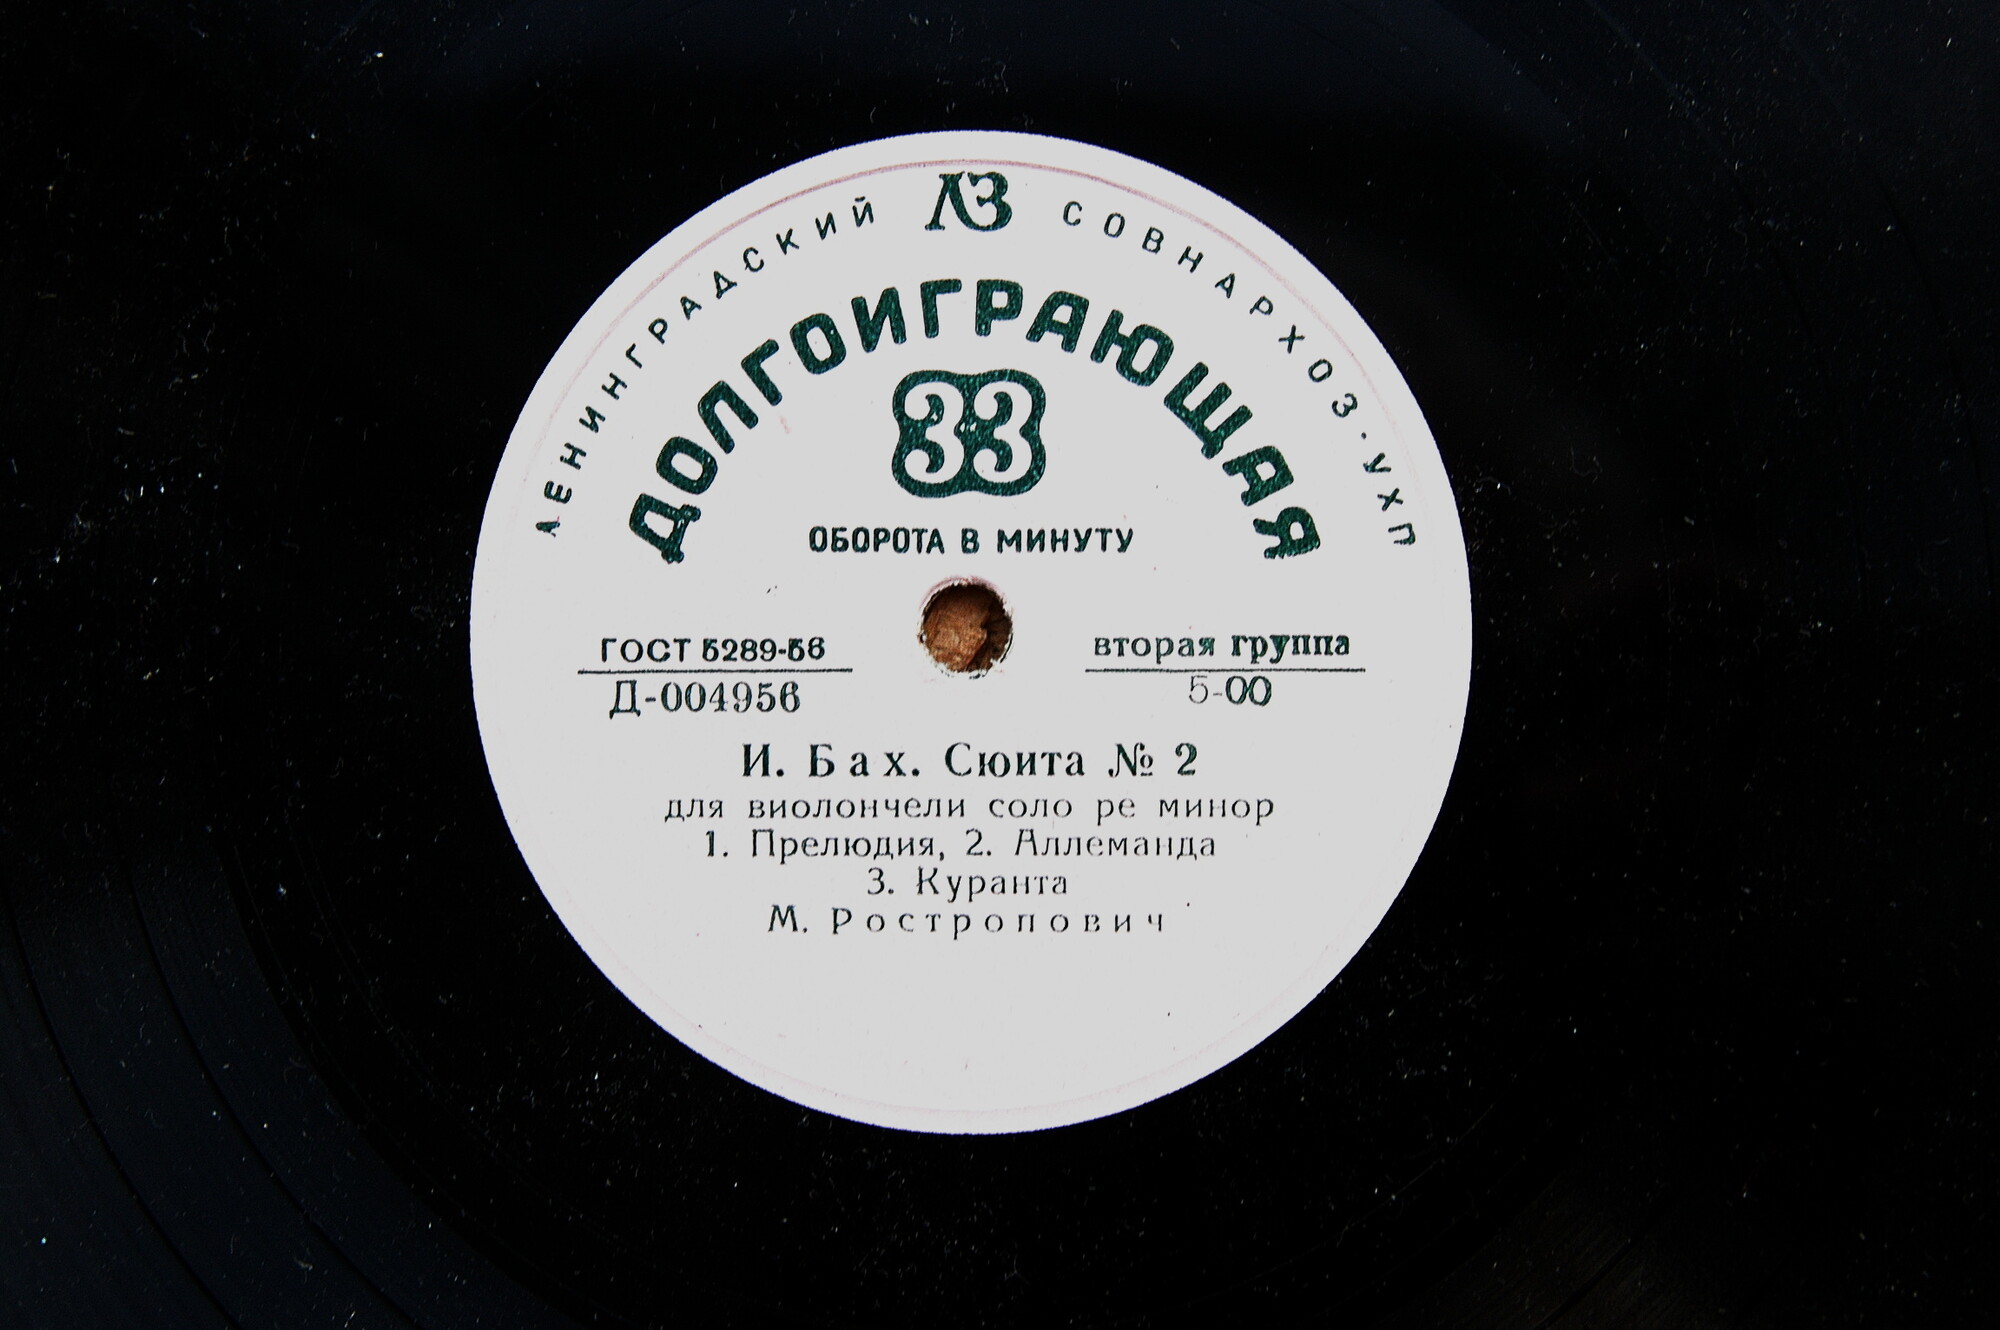 ЛЕНИНГРАДСКИЙ ЛЗ СОВНАРХОЗ·УХП
ДОЛГОИГРАЮЩАЯ
33
ОБОРОТА В МИНУТУ
ГОСТ 5289-56
Д-004956
вторая группа
5-00
И. Бах. Сюита № 2
для виолончели соло ре минор
1. Прелюдия, 2. Аллеманда
3. Куранта
М. Ростропович